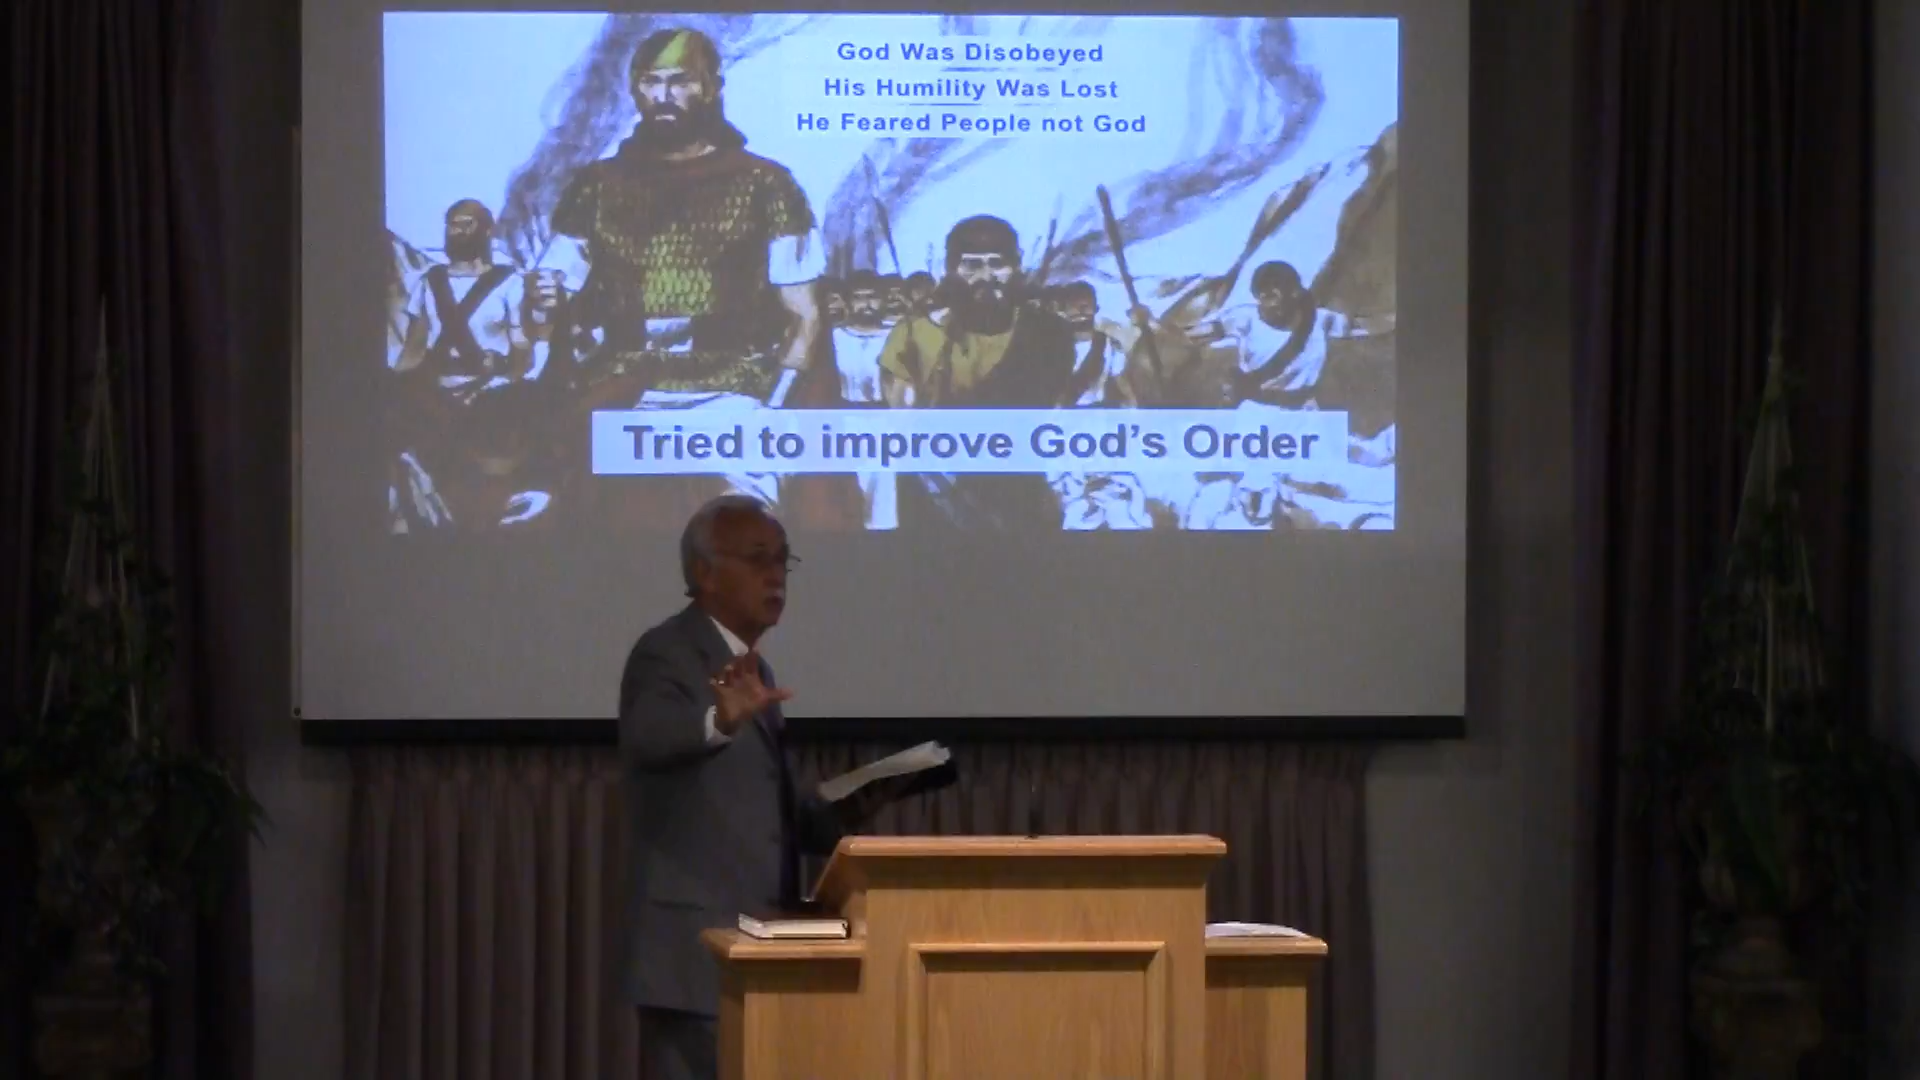 God Was Disobeyed
His Humility Was Lost
He Feared People not God
Tried to improve God's Order